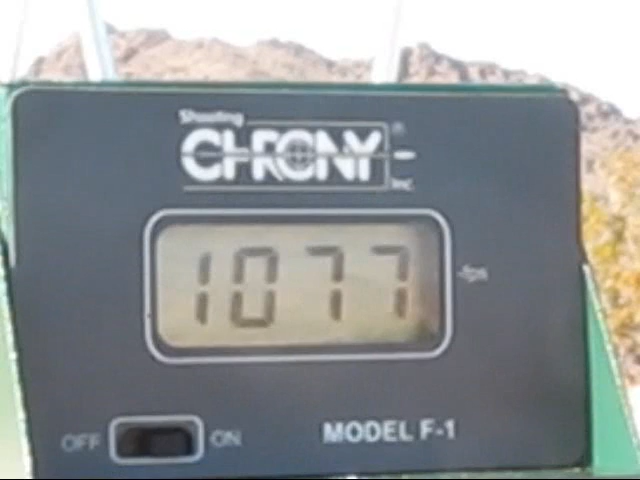 Shooting
CHRONY ®
Inc
1077 fps
OFF ON MODEL F-1